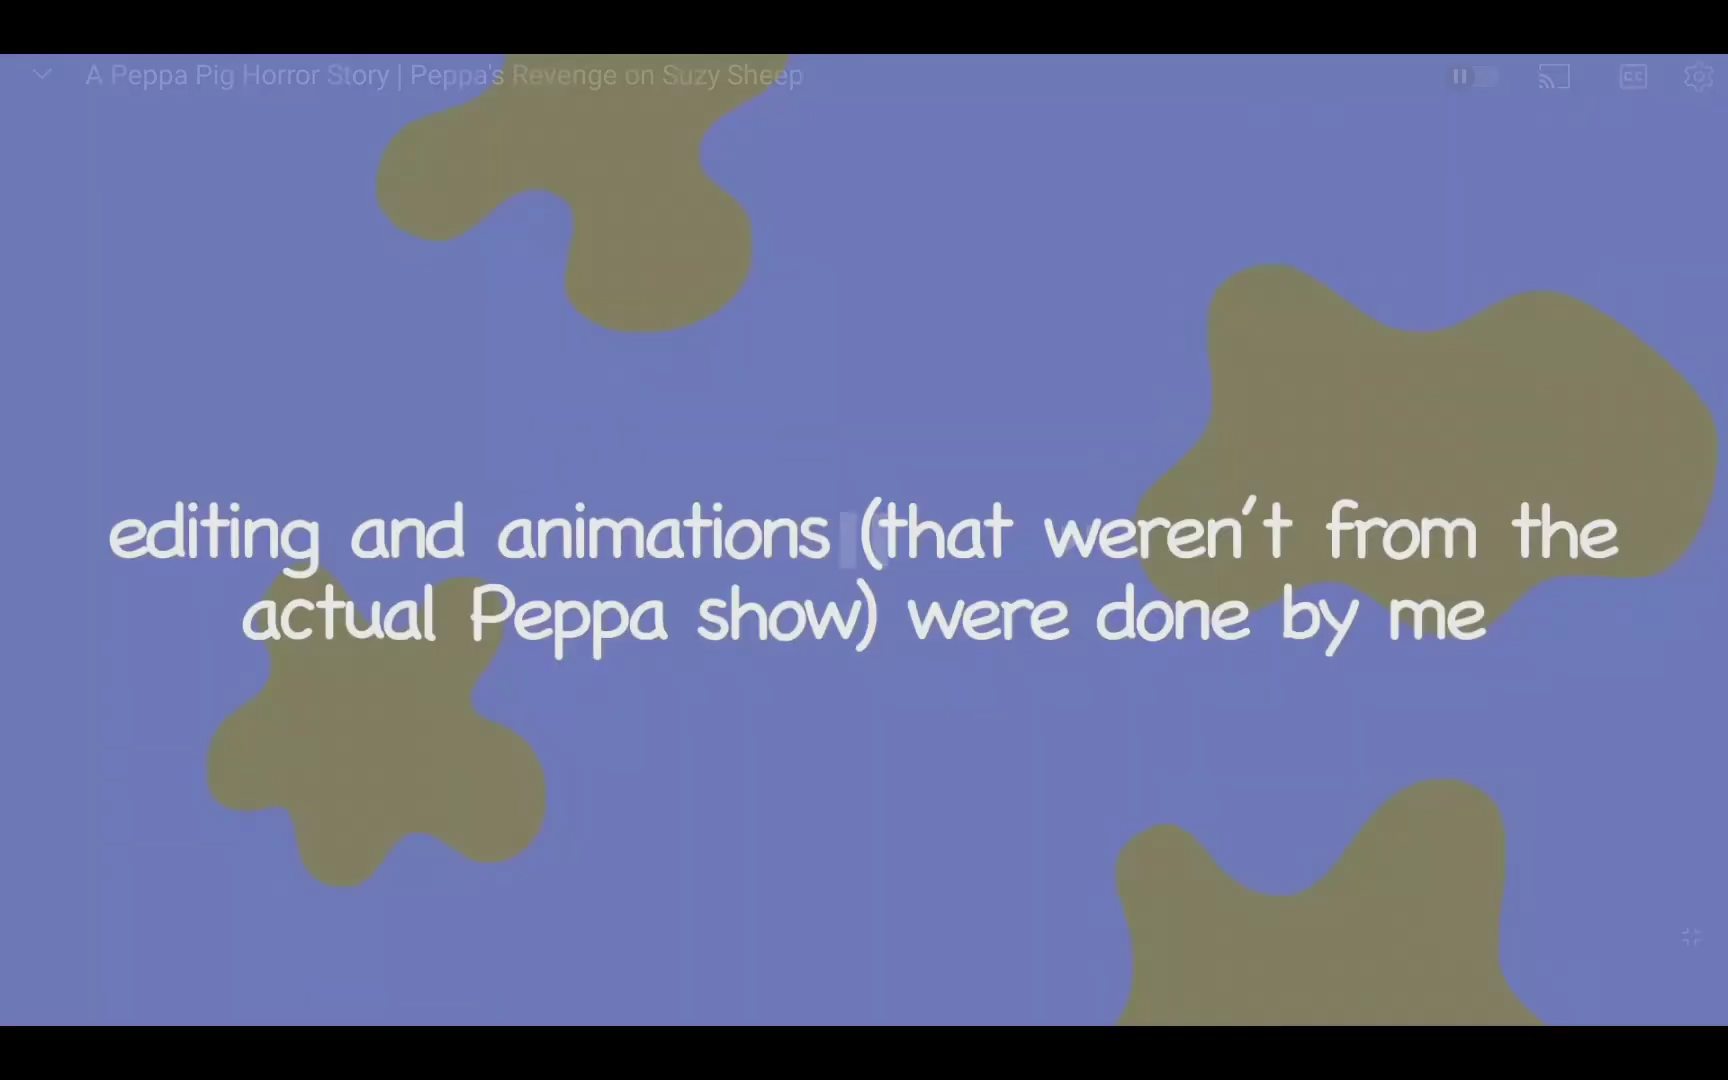 A Peppa Pig Horror Story | Peppa's Revenge on Suzy Sheep
CC
editing and animations (that weren't from the
actual Peppa show) were done by me